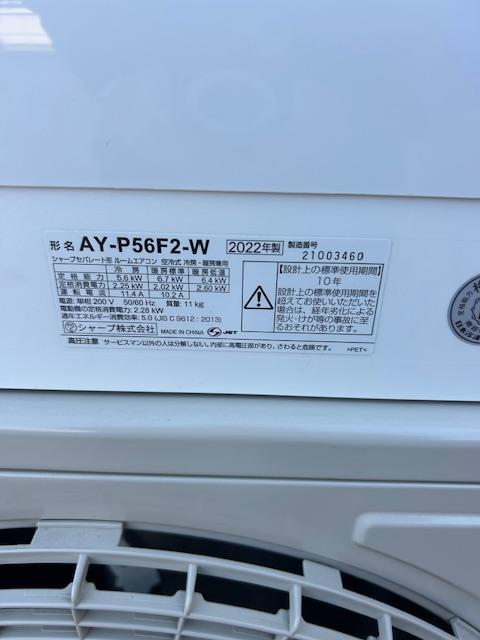 形名 AY-P56F2-W 2022年製 製造番号 21003460
シャープセパレート形 ルームエアコン 空冷式 冷房・暖房兼用
冷房 暖房標準 暖房低温
定格能力 5.6 kW 6.7 kW 6.4 kW
定格消費電力 2.25 kW 2.02 kW 2.60 kW
運転電流 11.4 A 10.2 A
電源: 単相 200 V 50/60 Hz 質量: 11 kg
電動機の定格消費電力: 2.28 kW
通年エネルギー消費効率: 5.0 (JIS C 9612 : 2013)
シャープ株式会社 MADE IN CHINA JET
【設計上の標準使用期間】
10年
設計上の標準使用期間を
超えてお使いいただいた
場合は、経年劣化による
発火・けが等の事故に至
るおそれがあります。
高圧注意 サービスマン以外の人は分解しない。内部に高電圧部があり、さわると危険です。 >PET<